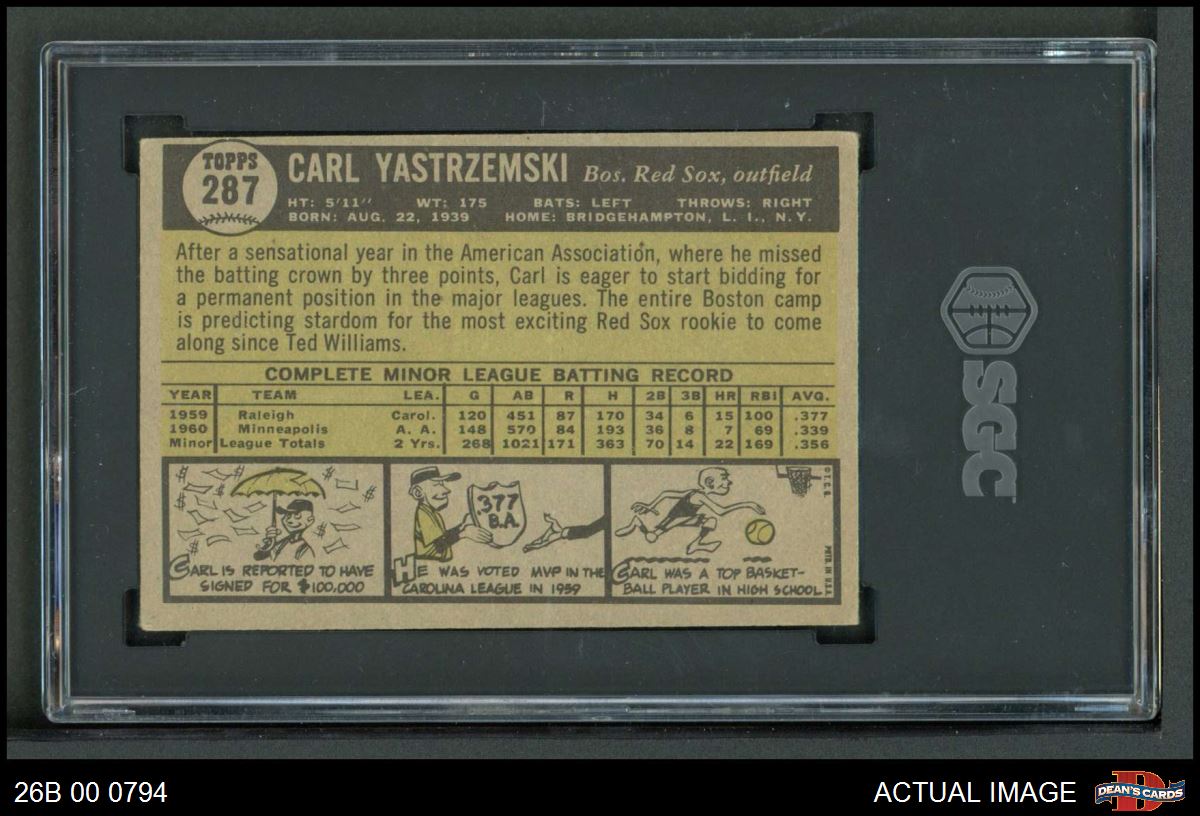 TOPPS
287
CARL YASTRZEMSKI Bos. Red Sox, outfield
HT: 5'11" WT: 175 BATS: LEFT THROWS: RIGHT
BORN: AUG. 22, 1939 HOME: BRIDGEHAMPTON, L. I., N.Y.
After a sensational year in the American Association, where he missed
the batting crown by three points, Carl is eager to start bidding for
a permanent position in the major leagues. The entire Boston camp
is predicting stardom for the most exciting Red Sox rookie to come
along since Ted Williams.
COMPLETE MINOR LEAGUE BATTING RECORD
YEAR TEAM LEA. G AB R H 2B 3B HR RBI AVG.
1959 Raleigh Carol. 120 451 87 170 34 6 15 100 .377
1960 Minneapolis A. A. 148 570 84 193 36 8 7 69 .339
Minor League Totals 2 Yrs. 268 1021 171 363 70 14 22 169 .356
CARL IS REPORTED TO HAVE
SIGNED FOR $100,000
.377
B.A.
HE WAS VOTED MVP IN THE
CAROLINA LEAGUE IN 1959
CARL WAS A TOP BASKET-
BALL PLAYER IN HIGH SCHOOL
© T.C.G.
PRTD. IN U.S.A.
SGC
26B 00 0794
ACTUAL IMAGE
D
DEAN'S CARDS